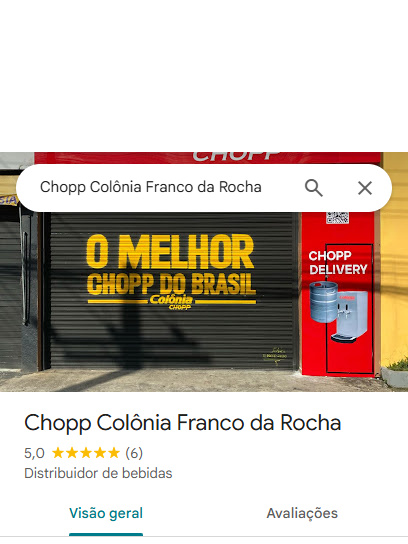 CHOPP
Chopp Colônia Franco da Rocha
O MELHOR
CHOPP DO BRASIL
Colônia
CHOPP
CHOPP
DELIVERY
Chopp Colônia Franco da Rocha
5,0 ★★★★★ (6)
Distribuidor de bebidas
Visão geral
Avaliações